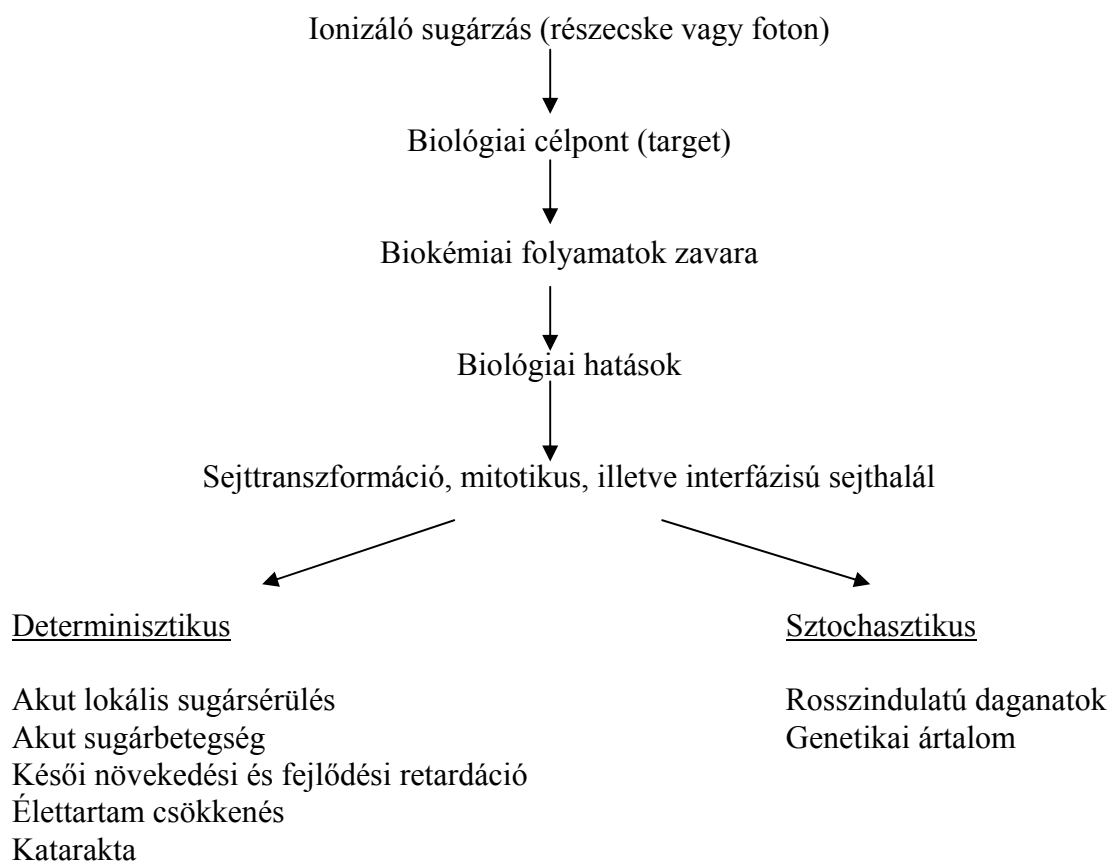 Ionizáló sugárzás (részecske vagy foton)
Biológiai célpont (target)
Biokémiai folyamatok zavara
Biológiai hatások
Sejttranszformáció, mitotikus, illetve interfázisú sejthalál
Determinisztikus
Sztochasztikus
Akut lokális sugársérülés
Akut sugárbetegség
Késői növekedési és fejlődési retardáció
Élettartam csökkenés
Katarakta
Rosszindulatú daganatok
Genetikai ártalom